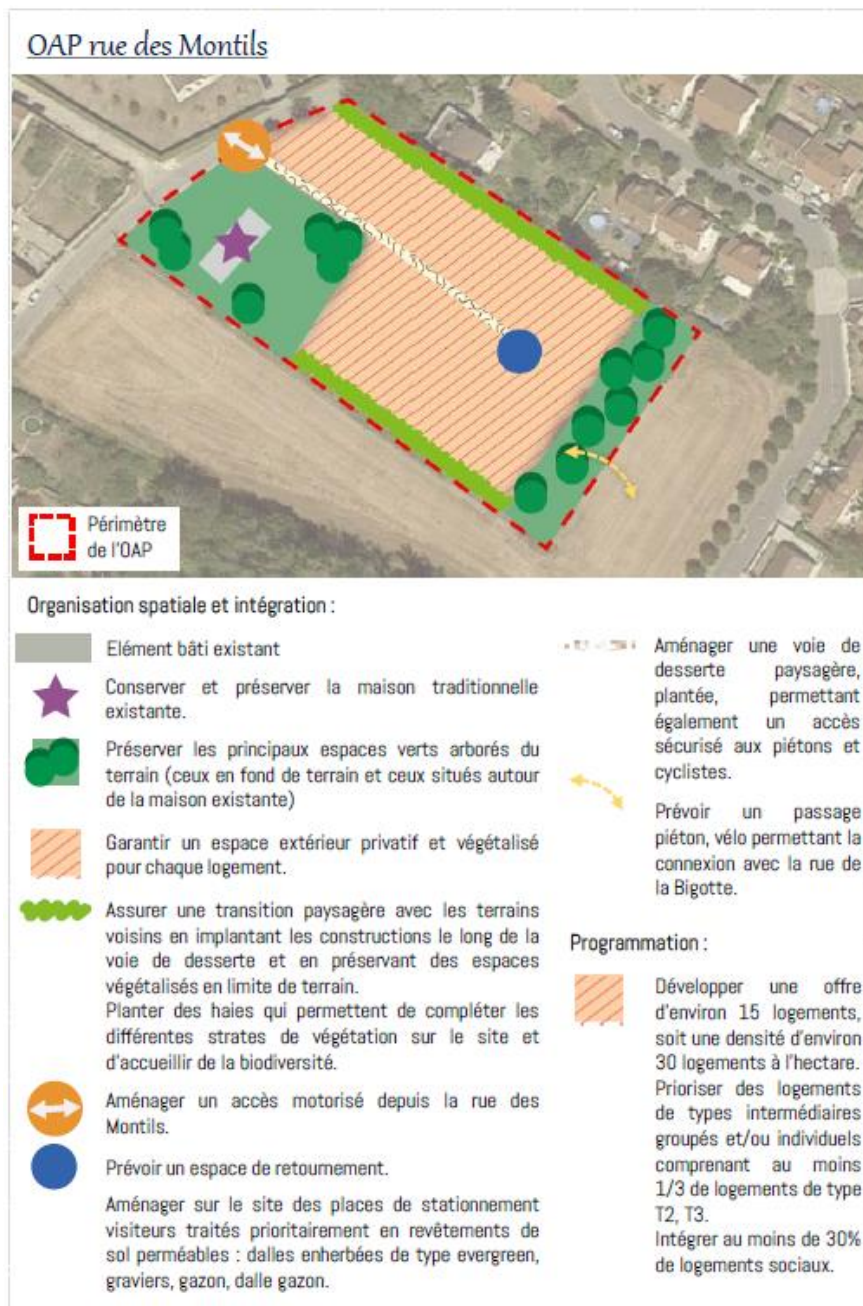 OAP rue des Montils
Périmètre
de l'OAP
Organisation spatiale et intégration :
Elément bâti existant
Conserver et préserver la maison traditionnelle
existante.
Préserver les principaux espaces verts arborés du
terrain (ceux en fond de terrain et ceux situés autour
de la maison existante)
Garantir un espace extérieur privatif et végétalisé
pour chaque logement.
Assurer une transition paysagère avec les terrains
voisins en implantant les constructions le long de la
voie de desserte et en préservant des espaces
végétalisés en limite de terrain.
Planter des haies qui permettent de compléter les
différentes strates de végétation sur le site et
d'accueillir de la biodiversité.
Aménager un accès motorisé depuis la rue des
Montils.
Prévoir un espace de retournement.
Aménager sur le site des places de stationnement
visiteurs traités prioritairement en revêtements de
sol perméables : dalles enherbées de type evergreen,
graviers, gazon, dalle gazon.
Aménager une voie de
desserte paysagère,
plantée, permettant
également un accès
sécurisé aux piétons et
cyclistes.
Prévoir un passage
piéton, vélo permettant la
connexion avec la rue de
la Bigotte.
Programmation :
Développer une offre
d'environ 15 logements,
soit une densité d'environ
30 logements à l'hectare.
Prioriser des logements
de types intermédiaires
groupés et/ou individuels
comprenant au moins
1/3 de logements de type
T2, T3.
Intégrer au moins de 30%
de logements sociaux.